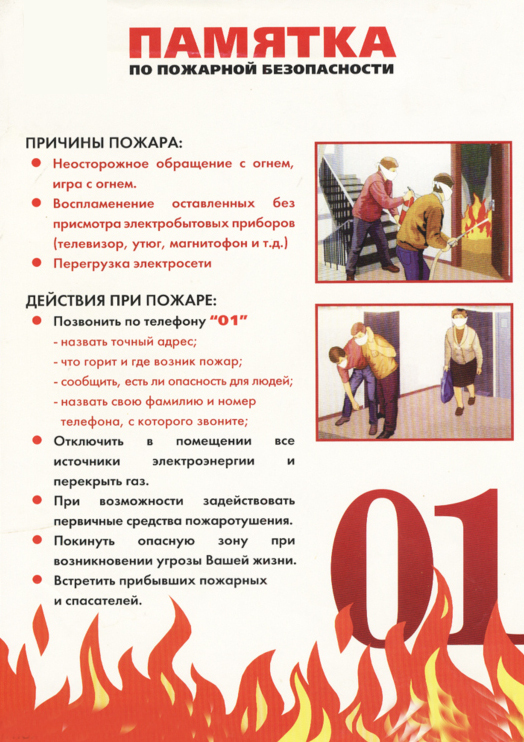 ПАМЯТКА
ПО ПОЖАРНОЙ БЕЗОПАСНОСТИ
ПРИЧИНЫ ПОЖАРА:
● Неосторожное обращение с огнем,
игра с огнем.
● Воспламенение оставленных без
присмотра электробытовых приборов
(телевизор, утюг, магнитофон и т.д.)
● Перегрузка электросети
ДЕЙСТВИЯ ПРИ ПОЖАРЕ:
● Позвонить по телефону “01”
- назвать точный адрес;
- что горит и где возник пожар;
- сообщить, есть ли опасность для людей;
- назвать свою фамилию и номер
телефона, с которого звоните;
● Отключить в помещении все
источники электроэнергии и
перекрыть газ.
● При возможности задействовать
первичные средства пожаротушения.
● Покинуть опасную зону при
возникновении угрозы Вашей жизни.
● Встретить прибывших пожарных
и спасателей.
01